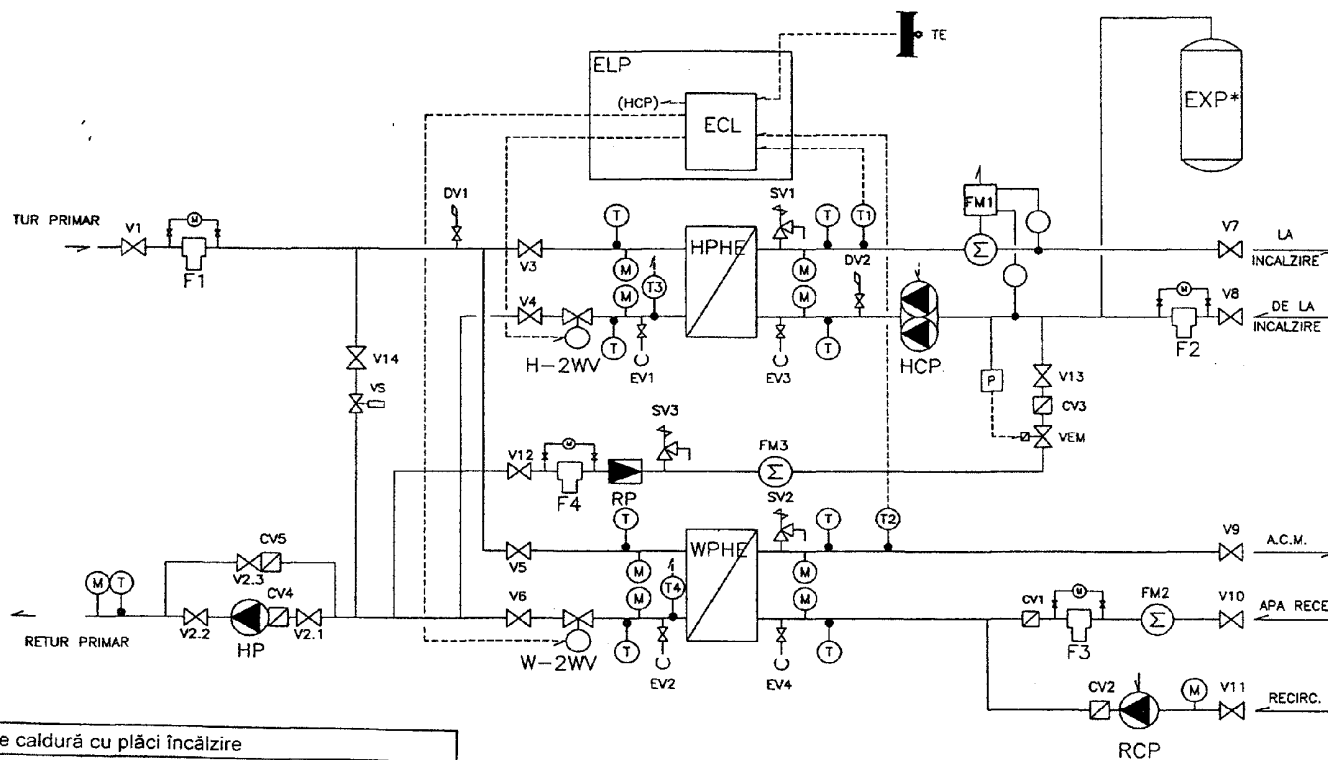 TE
ELP
(HCP)
ECL
EXP*
DV1
SV1
FM1
TUR PRIMAR
V1
M
F1
T
T
T1
V7
LA
INCALZIRE
V3
HPHE
Σ
M
M
DV2
M
M
T3
V4
M
V8
DE LA
INCALZIRE
T
T
H-2WV
EV1
EV3
HCP
F2
V14
VS
P
V13
CV3
VEM
SV3
V12
M
F4
RP
FM3
Σ
SV2
T
T
T2
V9
A.C.M.
V5
WPHE
CV5
V2.3
M
M
M
M
T4
M
T
CV4
V6
CV1
M
FM2
Σ
V10
APA RECE
V2.2
HP
V2.1
RETUR PRIMAR
T
T
F3
W-2WV
EV2
EV4
CV2
M
V11
RECIRC.
RCP
e caldură cu plăci încălzire